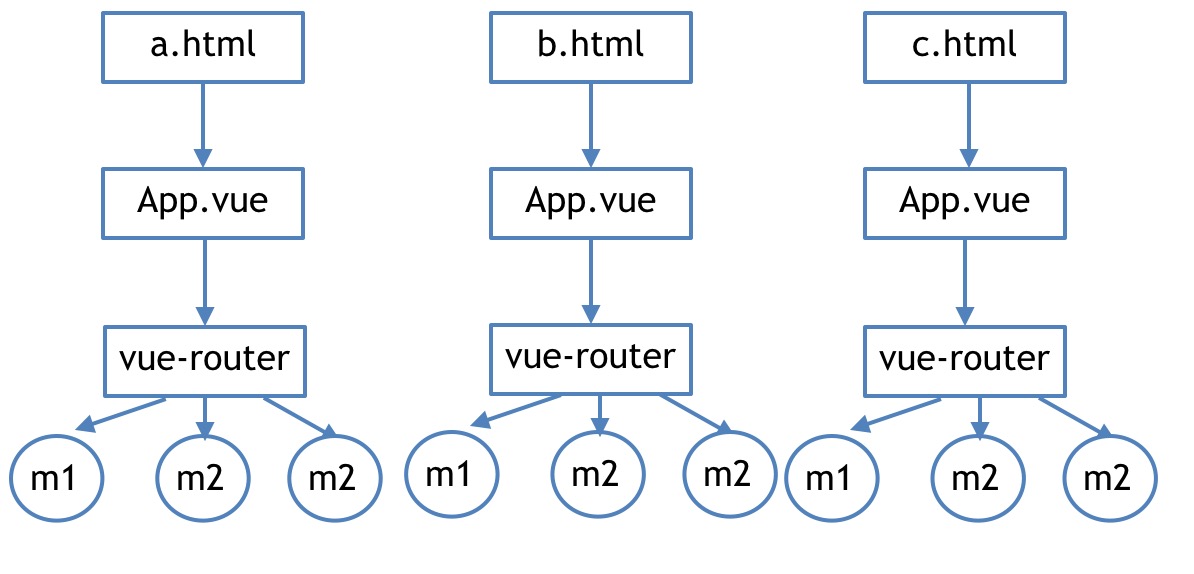 a.html
b.html
c.html
App.vue
App.vue
App.vue
vue-router
vue-router
vue-router
m1
m2
m2
m1
m2
m2
m1
m2
m2